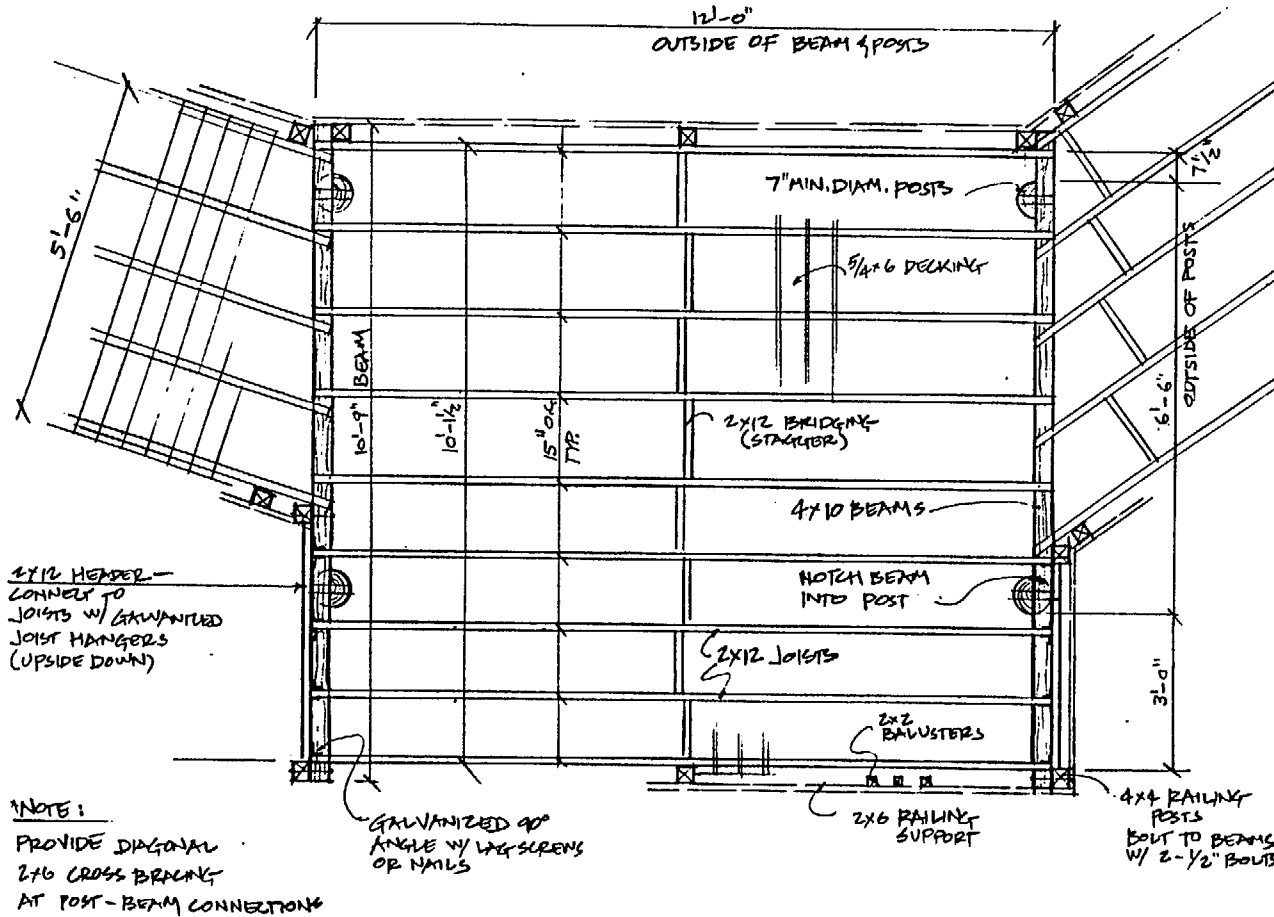 12'-0"
OUTSIDE OF BEAM & POSTS
5'-6"
7 1/2"
7" MIN. DIAM. POSTS
5/4 x 6 DECKING
OUTSIDE OF POSTS
6'-6"
10'-9" BEAM
10'-1 1/2"
15" O.C.
TYP.
2x12 BRIDGING
(STAGGER)
4x10 BEAMS
2x12 HEADER —
CONNECT TO
JOISTS W/ GALVANIZED
JOIST HANGERS
(UPSIDE DOWN)
NOTCH BEAM
INTO POST
2x12 JOISTS
3'-0"
2x2
BALUSTERS
*NOTE:
PROVIDE DIAGONAL
2x6 CROSS BRACING
AT POST-BEAM CONNECTIONS
GALVANIZED 90°
ANGLE W/ LAG SCREWS
OR NAILS
2x6 RAILING
SUPPORT
4x4 RAILING
POSTS
BOLT TO BEAMS
W/ 2-1/2" BOLTS